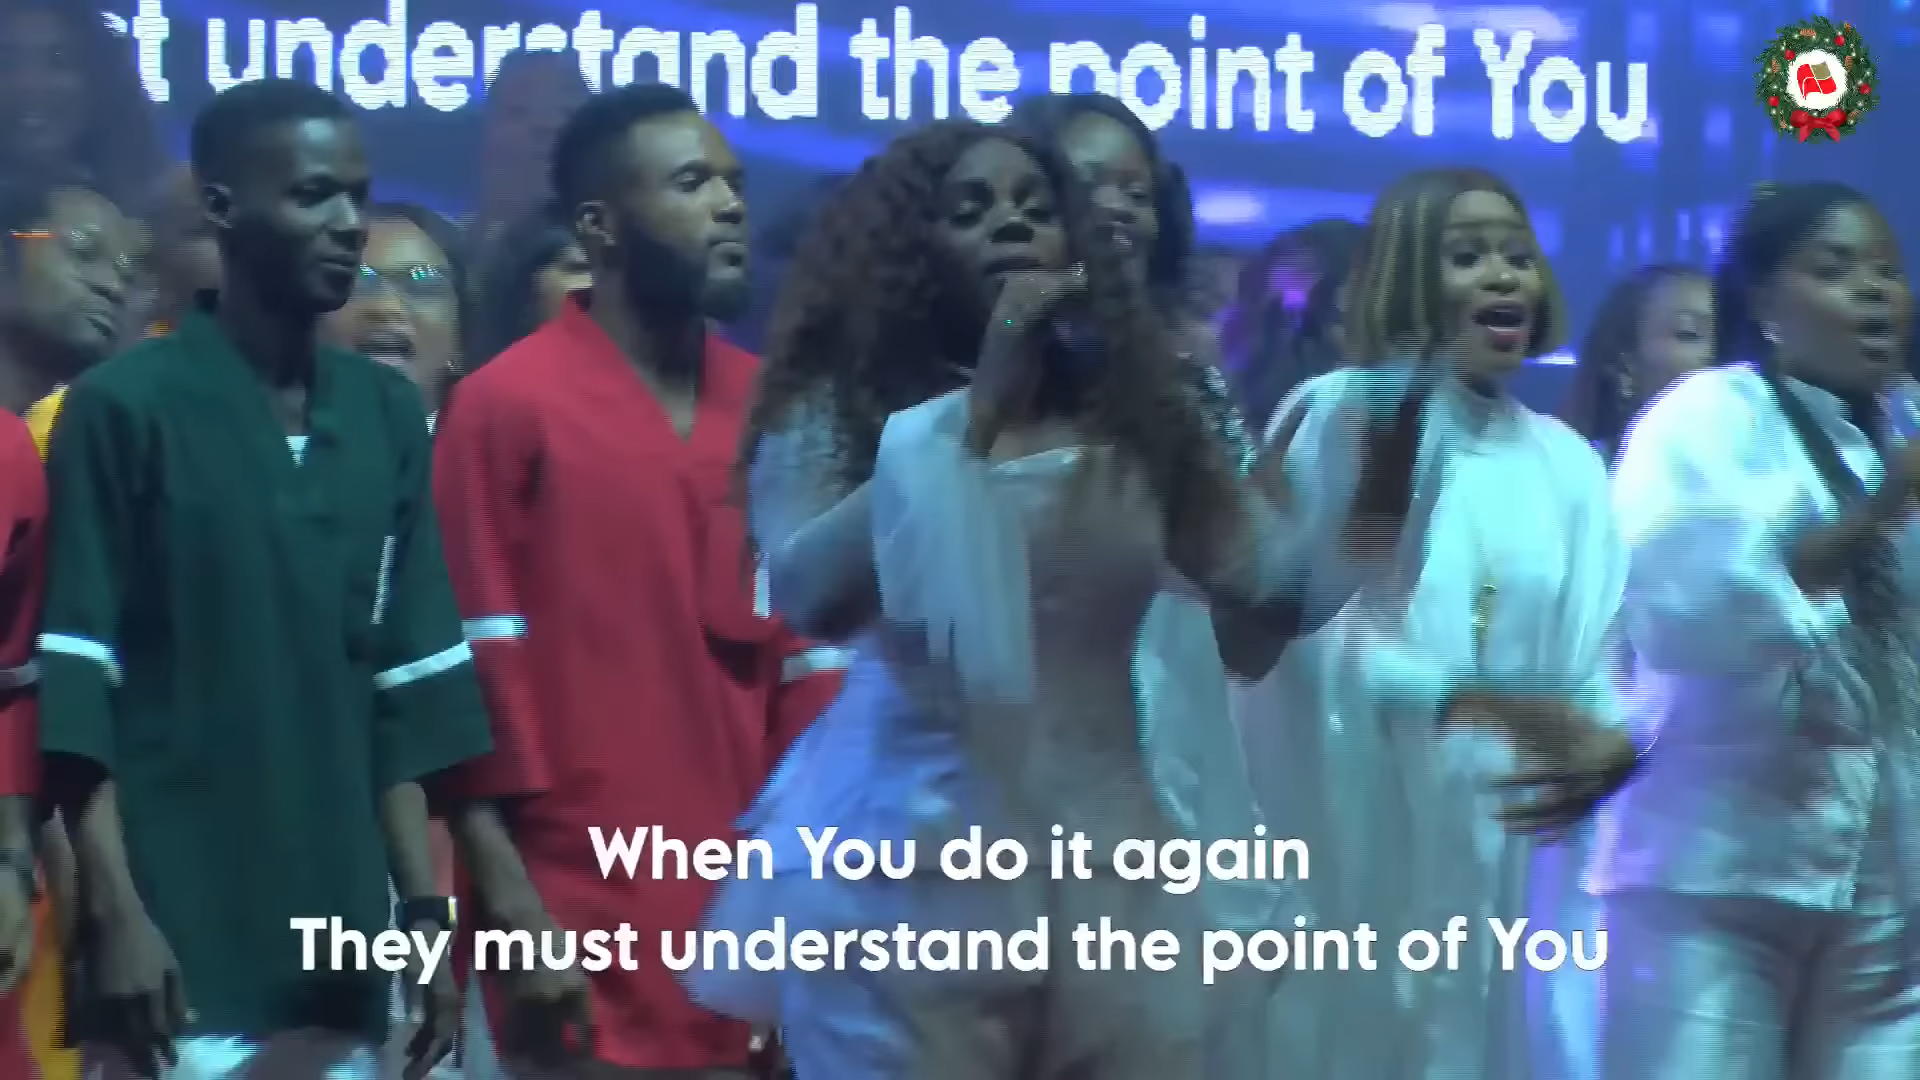 t understand the point of You
When You do it again
They must understand the point of You